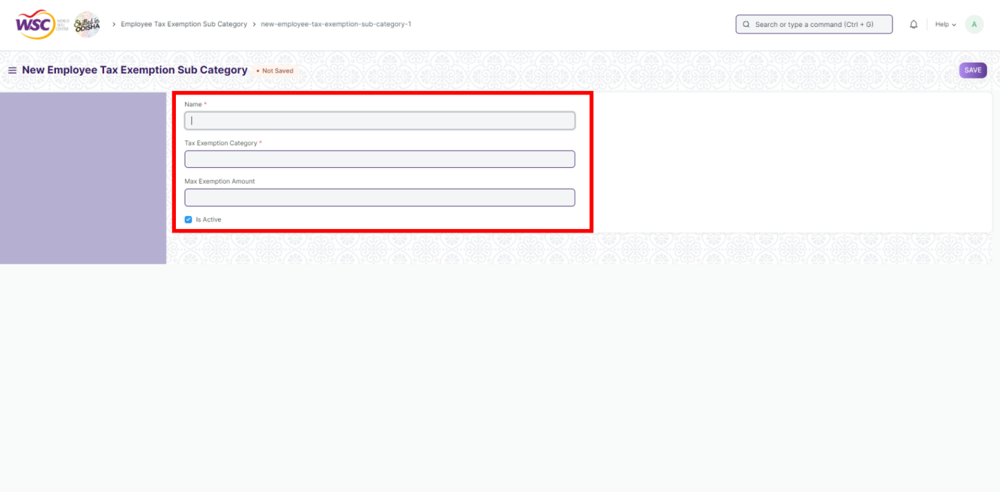 WSC WORLD SKILL CENTER Skilled in ODISHA > Employee Tax Exemption Sub Category > new-employee-tax-exemption-sub-category-1 Search or type a command (Ctrl + G) Help A
New Employee Tax Exemption Sub Category • Not Saved SAVE
Name *
Tax Exemption Category *
Max Exemption Amount
Is Active